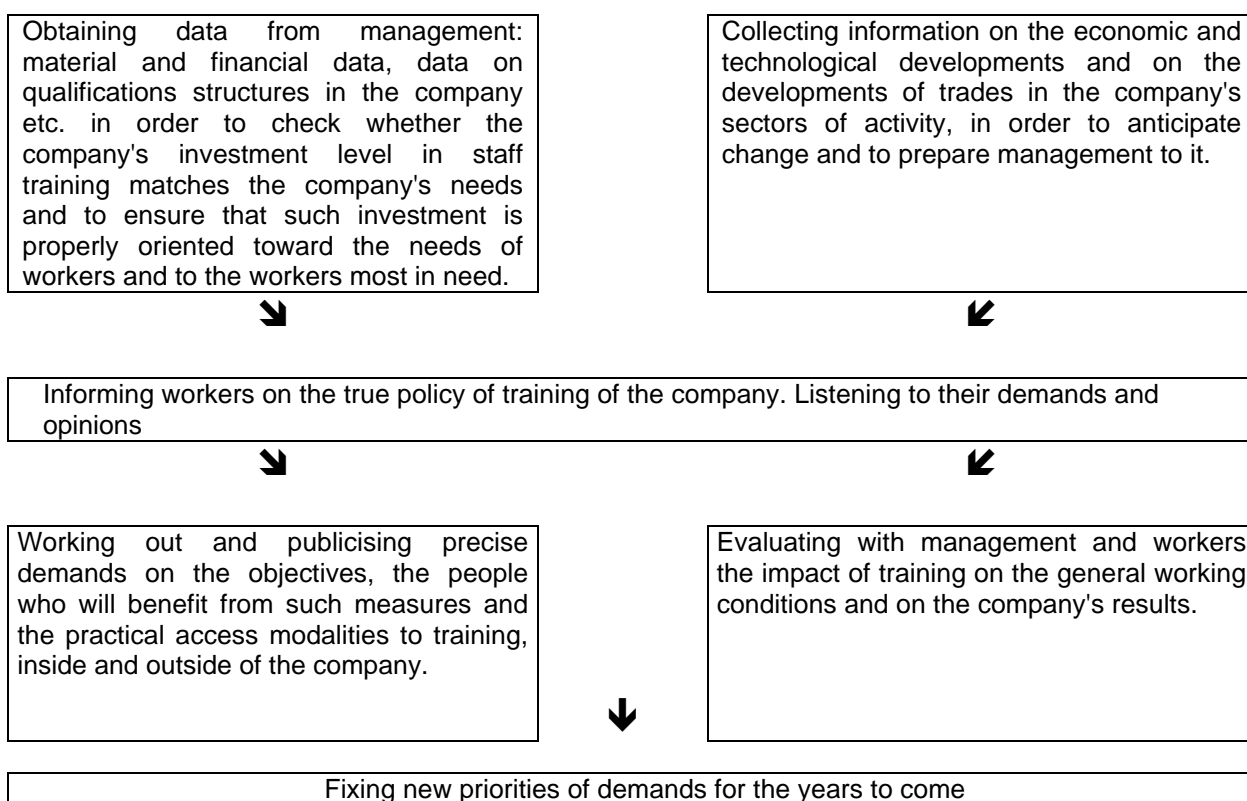 Obtaining data from management:
material and financial data, data on
qualifications structures in the company
etc. in order to check whether the
company's investment level in staff
training matches the company's needs
and to ensure that such investment is
properly oriented toward the needs of
workers and to the workers most in need.
Collecting information on the economic and
technological developments and on the
developments of trades in the company's
sectors of activity, in order to anticipate
change and to prepare management to it.
Informing workers on the true policy of training of the company. Listening to their demands and
opinions
Working out and publicising precise
demands on the objectives, the people
who will benefit from such measures and
the practical access modalities to training,
inside and outside of the company.
Evaluating with management and workers
the impact of training on the general working
conditions and on the company's results.
Fixing new priorities of demands for the years to come